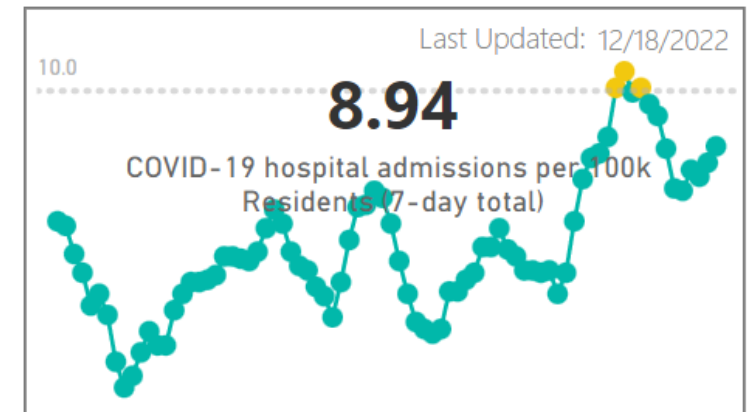 Last Updated: 12/18/2022
10.0
8.94
COVID-19 hospital admissions per 100k
Residents (7-day total)